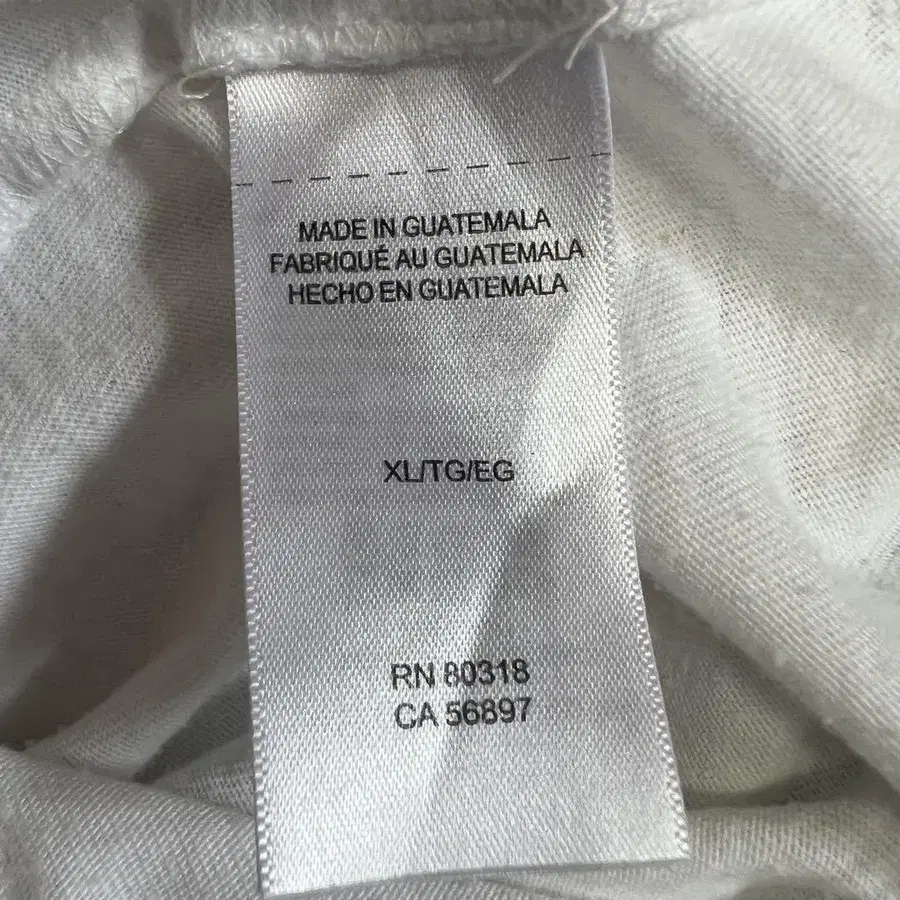 MADE IN GUATEMALA
FABRIQUÉ AU GUATEMALA
HECHO EN GUATEMALA
XL/TG/EG
RN 80318
CA 56897